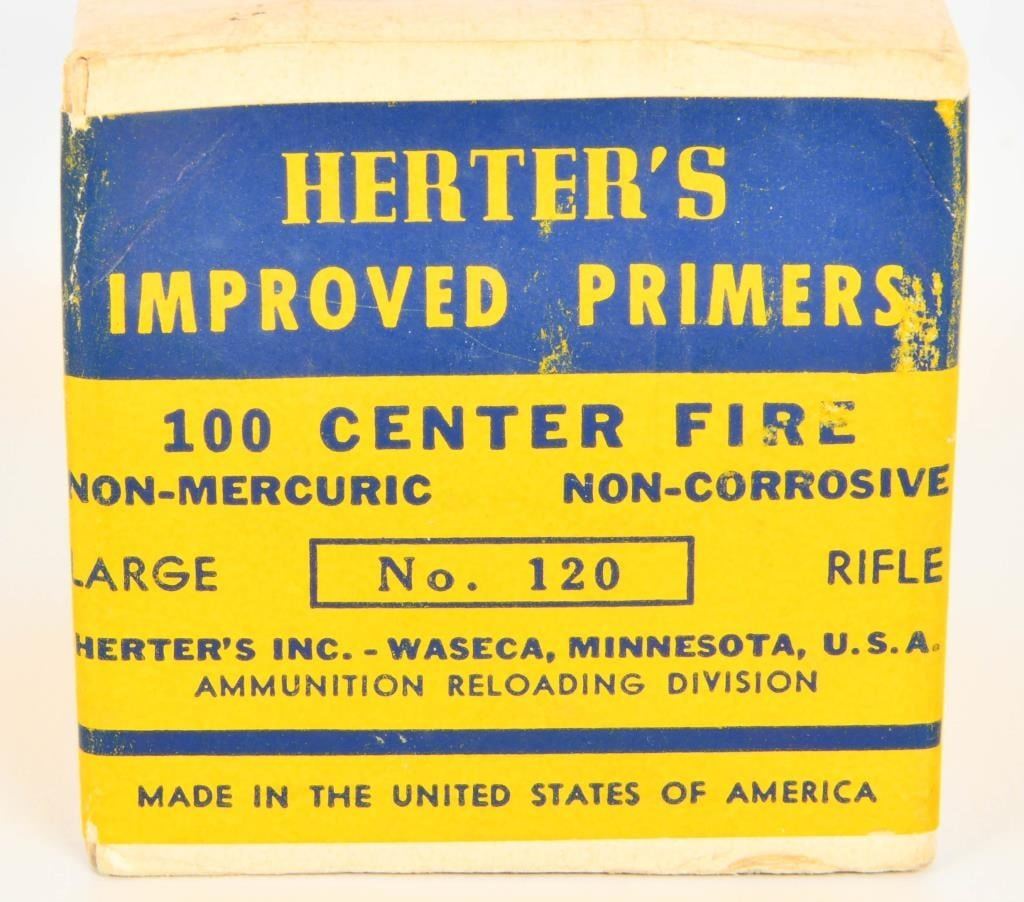 HERTER'S
IMPROVED PRIMERS
100 CENTER FIRE
NON-MERCURIC NON-CORROSIVE
LARGE No. 120 RIFLE
HERTER'S INC. - WASECA, MINNESOTA, U.S.A.
AMMUNITION RELOADING DIVISION
MADE IN THE UNITED STATES OF AMERICA